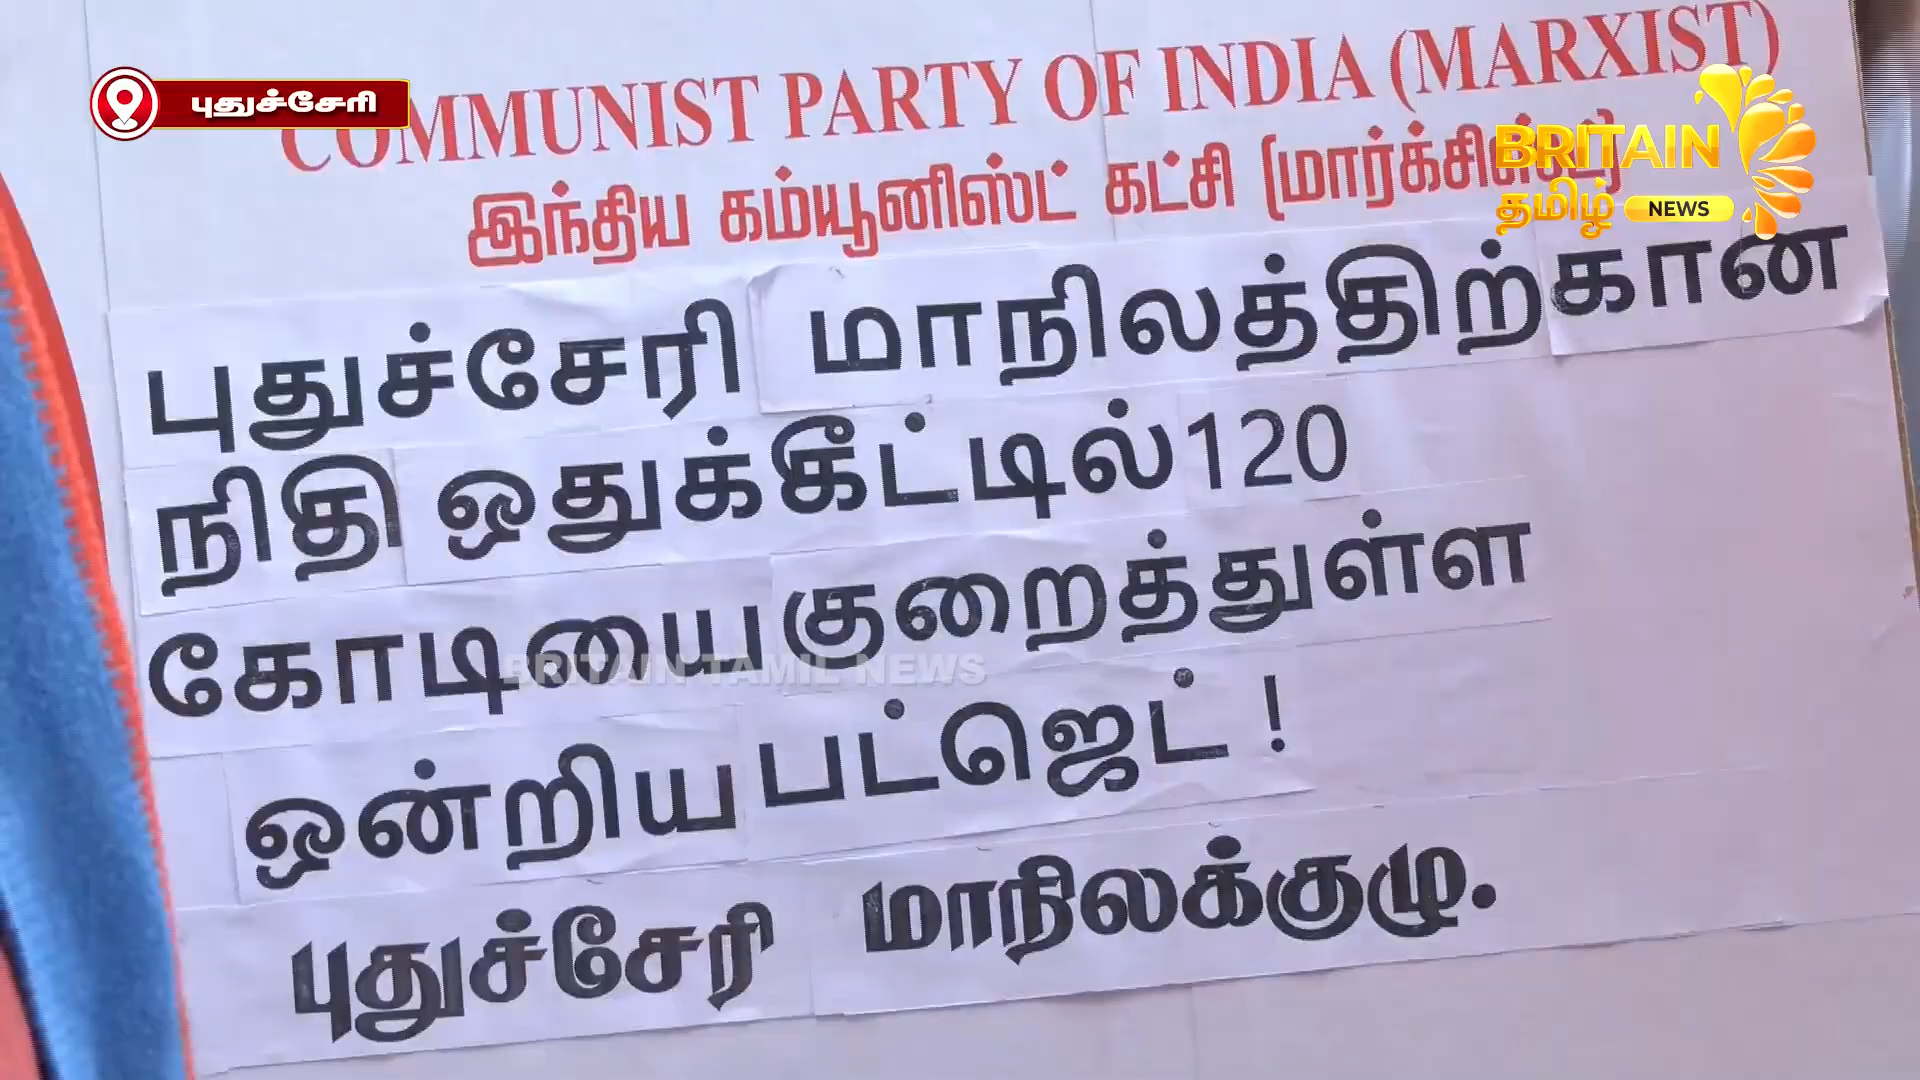 புதுச்சேரி
COMMUNIST PARTY OF INDIA (MARXIST)
இந்திய கம்யூனிஸ்ட் கட்சி (மார்க்சிஸ்ட்)
BRITAIN
தமிழ் NEWS
புதுச்சேரி மாநிலத்திற்கான
நிதி ஒதுக்கீட்டில் 120
கோடியை குறைத்துள்ள
BRITAIN TAMIL NEWS
ஒன்றிய பட்ஜெட் !
புதுச்சேரி மாநிலக்குழு.